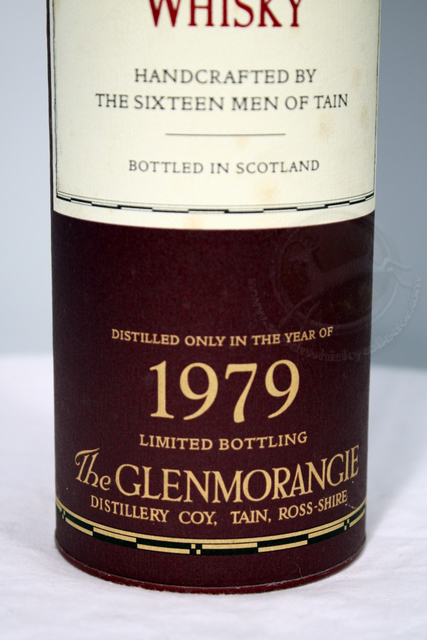 WHISKY
HANDCRAFTED BY
THE SIXTEEN MEN OF TAIN
BOTTLED IN SCOTLAND
DISTILLED ONLY IN THE YEAR OF
1979
LIMITED BOTTLING
The GLENMORANGIE
DISTILLERY COY, TAIN, ROSS-SHIRE